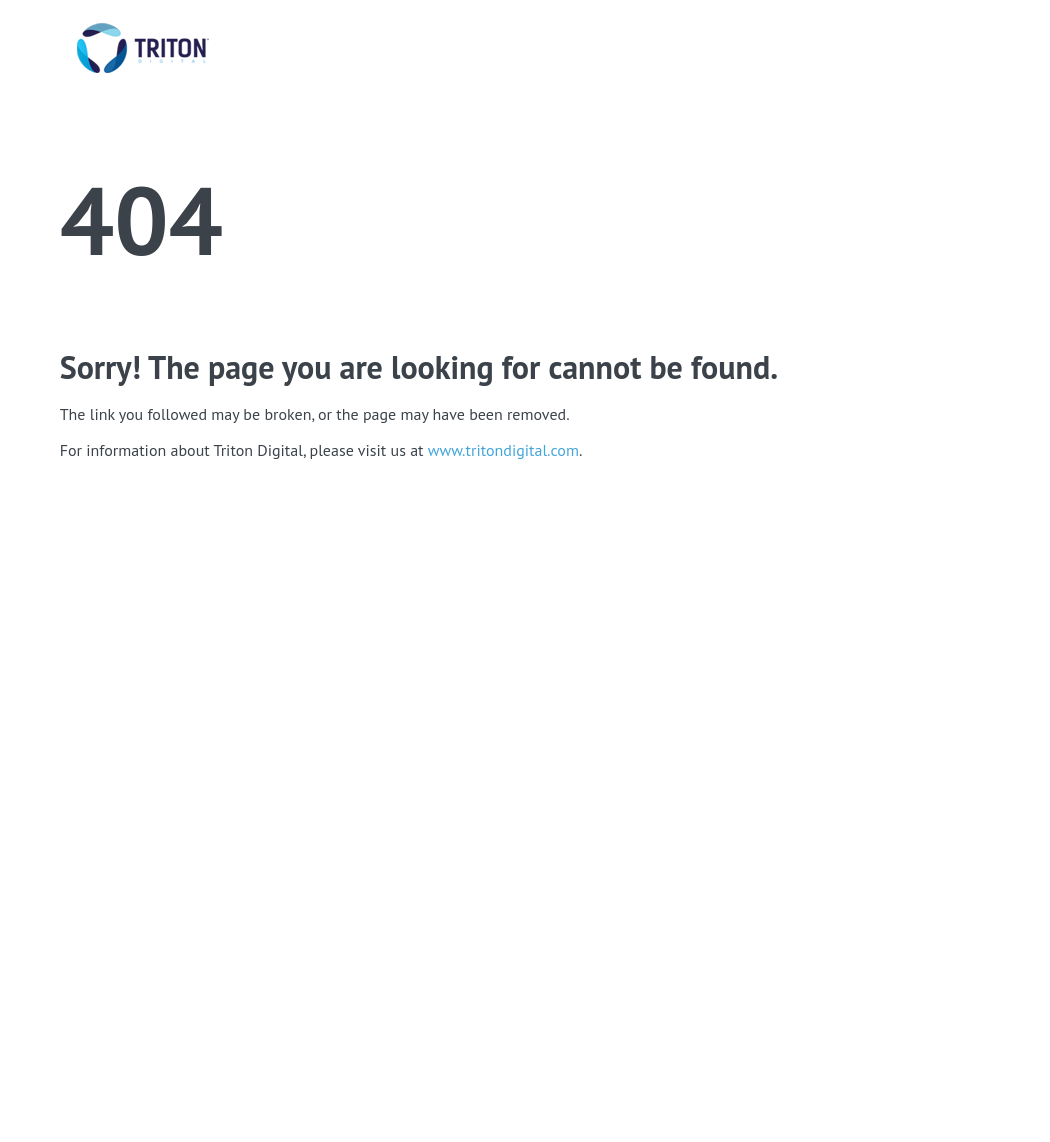 TRITON
DIGITAL
404
Sorry! The page you are looking for cannot be found.
The link you followed may be broken, or the page may have been removed.
For information about Triton Digital, please visit us at www.tritondigital.com.